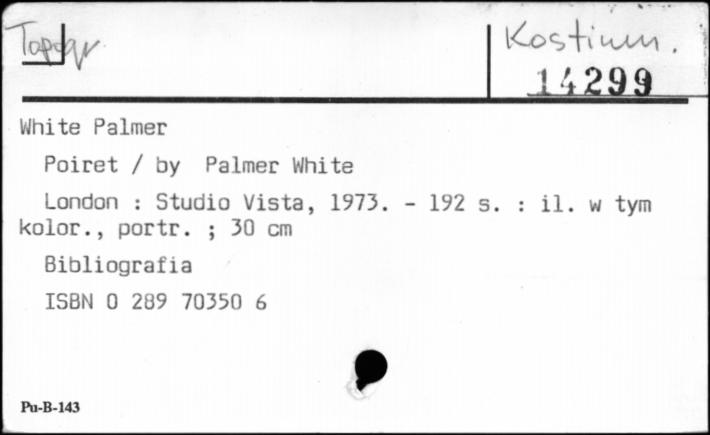 Topogr.
Kostium.
14299
White Palmer
Poiret / by Palmer White
London : Studio Vista, 1973. - 192 s. : il. w tym
kolor., portr. ; 30 cm
Bibliografia
ISBN 0 289 70350 6
Pu-B-143